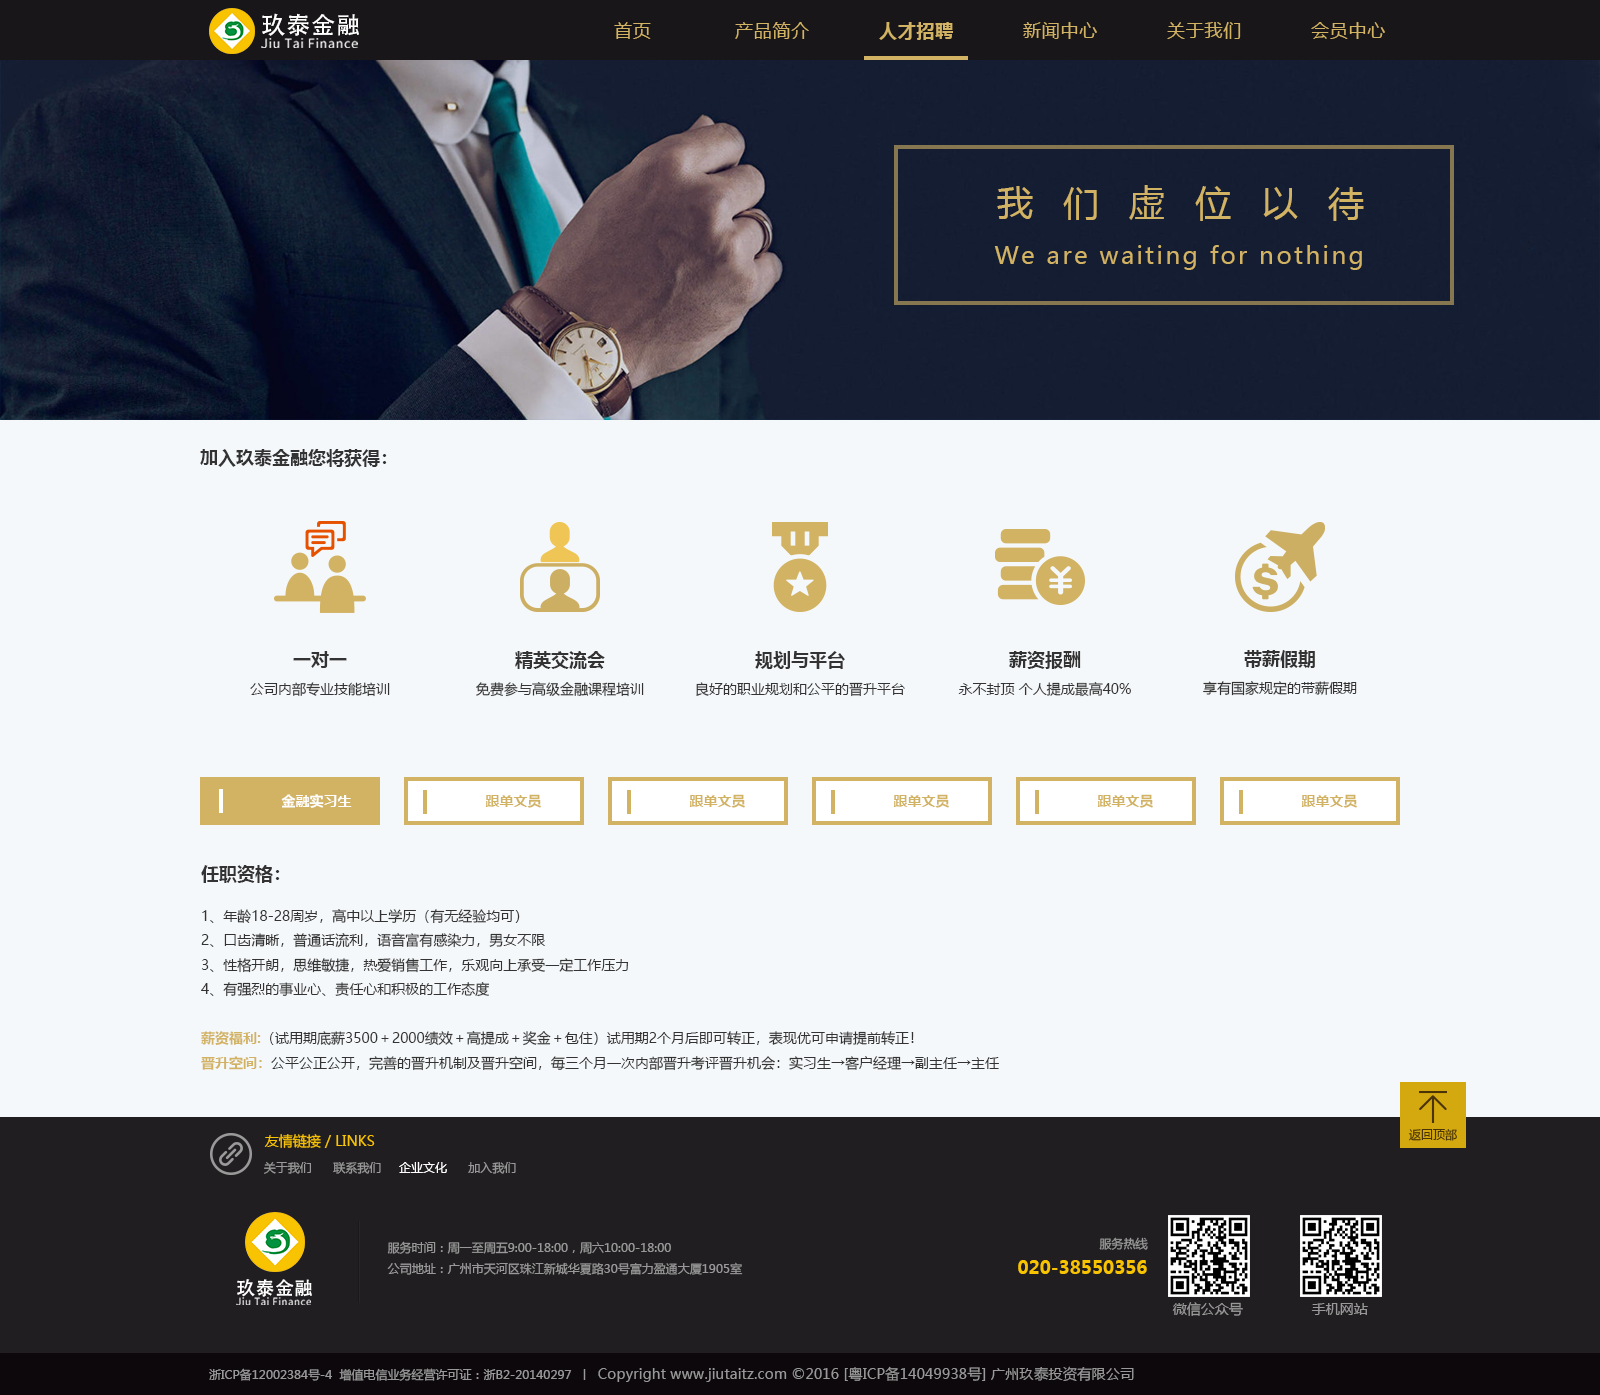 玖泰金融
Jiu Tai Finance
首页
产品简介
人才招聘
新闻中心
关于我们
会员中心
我们虚位以待
We are waiting for nothing
加入玖泰金融您将获得：
一对一
公司内部专业技能培训
精英交流会
免费参与高级金融课程培训
规划与平台
良好的职业规划和公平的晋升平台
薪资报酬
永不封顶 个人提成最高40%
带薪假期
享有国家规定的带薪假期
金融实习生
跟单文员
跟单文员
跟单文员
跟单文员
跟单文员
任职资格：
1、年龄18-28周岁，高中以上学历（有无经验均可）
2、口齿清晰，普通话流利，语音富有感染力，男女不限
3、性格开朗，思维敏捷，热爱销售工作，乐观向上承受一定工作压力
4、有强烈的事业心、责任心和积极的工作态度
薪资福利:（试用期底薪3500＋2000绩效＋高提成＋奖金＋包住）试用期2个月后即可转正，表现优可申请提前转正！
晋升空间：公平公正公开，完善的晋升机制及晋升空间，每三个月一次内部晋升考评晋升机会：实习生→客户经理→副主任→主任
返回顶部
友情链接 / LINKS
关于我们
联系我们
企业文化
加入我们
玖泰金融
Jiu Tai Finance
服务时间：周一至周五9:00-18:00，周六10:00-18:00
公司地址：广州市天河区珠江新城华夏路30号富力盈通大厦1905室
服务热线
020-38550356
微信公众号
手机网站
浙ICP备12002384号-4 增值电信业务经营许可证：浙B2-20140297 | Copyright www.jiutaitz.com ©2016 [粤ICP备14049938号] 广州玖泰投资有限公司